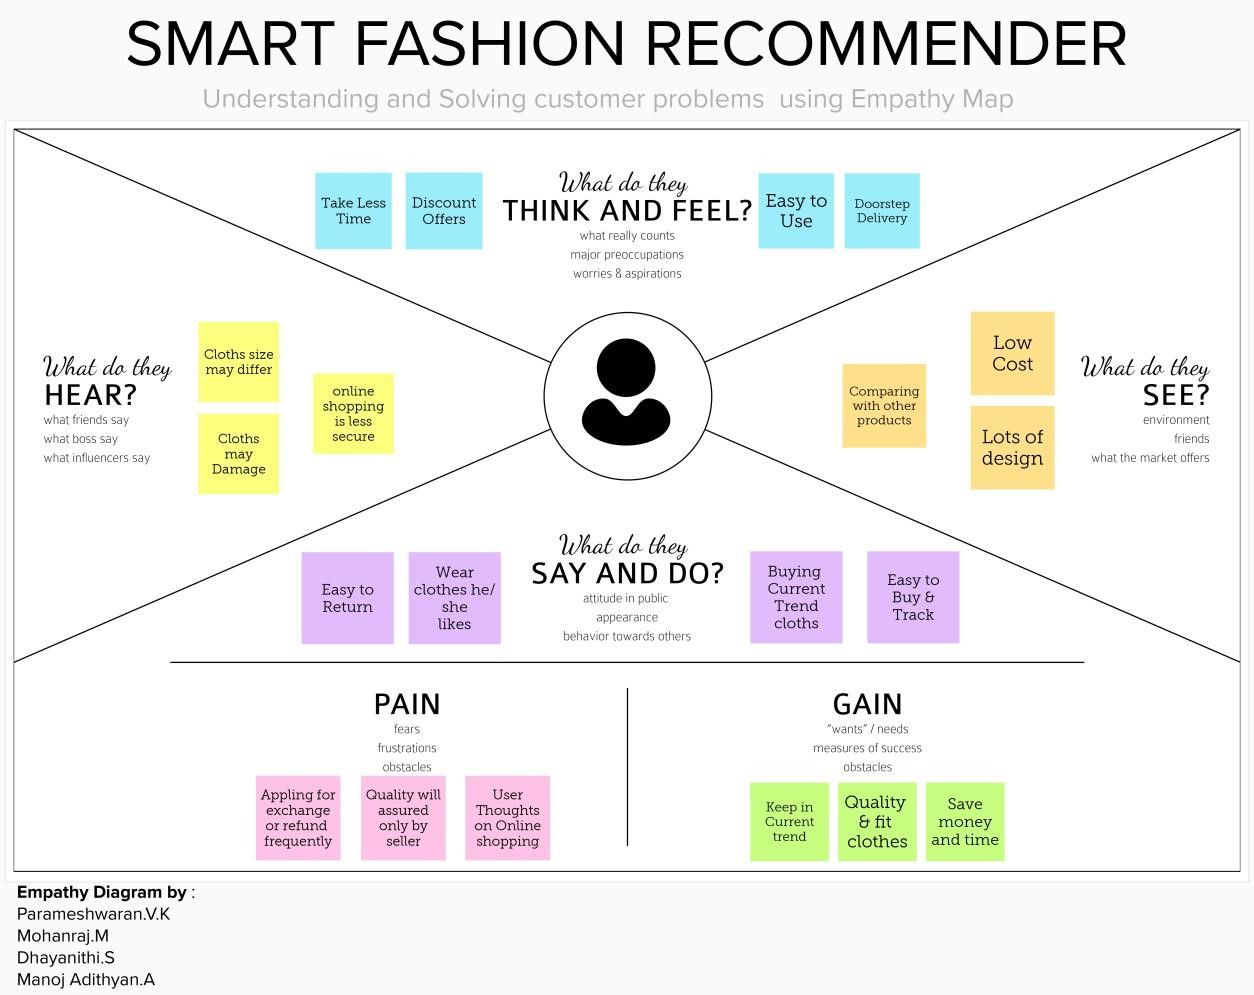 SMART FASHION RECOMMENDER
Understanding and Solving customer problems using Empathy Map
What do they
THINK AND FEEL?
what really counts
major preoccupations
worries & aspirations
Take Less
Time
Discount
Offers
Easy to
Use
Doorstep
Delivery
What do they
HEAR?
what friends say
what boss say
what influencers say
Cloths size
may differ
Cloths
may
Damage
online
shopping
is less
secure
Comparing
with other
products
Low
Cost
Lots of
design
What do they
SEE?
environment
friends
what the market offers
What do they
SAY AND DO?
attitude in public
appearance
behavior towards others
Easy to
Return
Wear
clothes he/
she
likes
Buying
Current
Trend
cloths
Easy to
Buy &
Track
PAIN
fears
frustrations
obstacles
Appling for
exchange
or refund
frequently
Quality will
assured
only by
seller
User
Thoughts
on Online
shopping
GAIN
"wants" / needs
measures of success
obstacles
Keep in
Current
trend
Quality
& fit
clothes
Save
money
and time
Empathy Diagram by :
Parameshwaran.V.K
Mohanraj.M
Dhayanithi.S
Manoj Adithyan.A